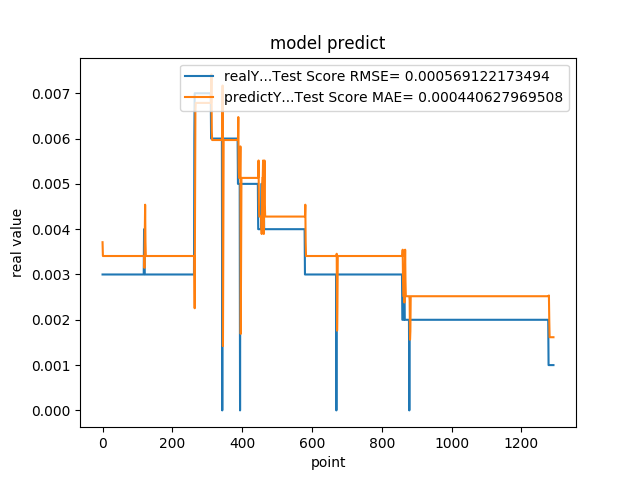 model predict
realY...Test Score RMSE= 0.000569122173494
predictY...Test Score MAE= 0.000440627969508
0.007
0.006
0.005
0.004
0.003
0.002
0.001
0.000
real value
0 200 400 600 800 1000 1200
point